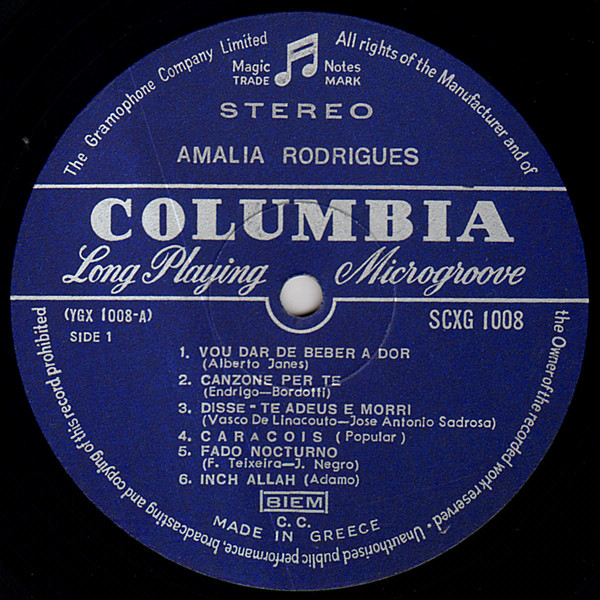 The Gramophone Company Limited
All rights of the Manufacturer and of
the Owner of the recorded work reserved • Unauthorised public performance, broadcasting and copying of this record prohibited
Magic Notes
TRADE MARK
STEREO
AMALIA RODRIGUES
COLUMBIA
Long Playing Microgroove
(YGX 1008-A)
SCXG 1008
SIDE 1
1. VOU DAR DE BEBER A DOR
(Alberto Janes)
2. CANZONE PER TE
(Endrigo—Bordotti)
3. DISSE-TE ADEUS E MORRI
(Vasco De Linacouto—Jose Antonio Sadrosa)
4. CARACOIS (Popular)
5. FADO NOCTURNO
(F. Teixeira—J. Negro)
6. INCH ALLAH (Adamo)
BIEM
C. C.
MADE IN GREECE